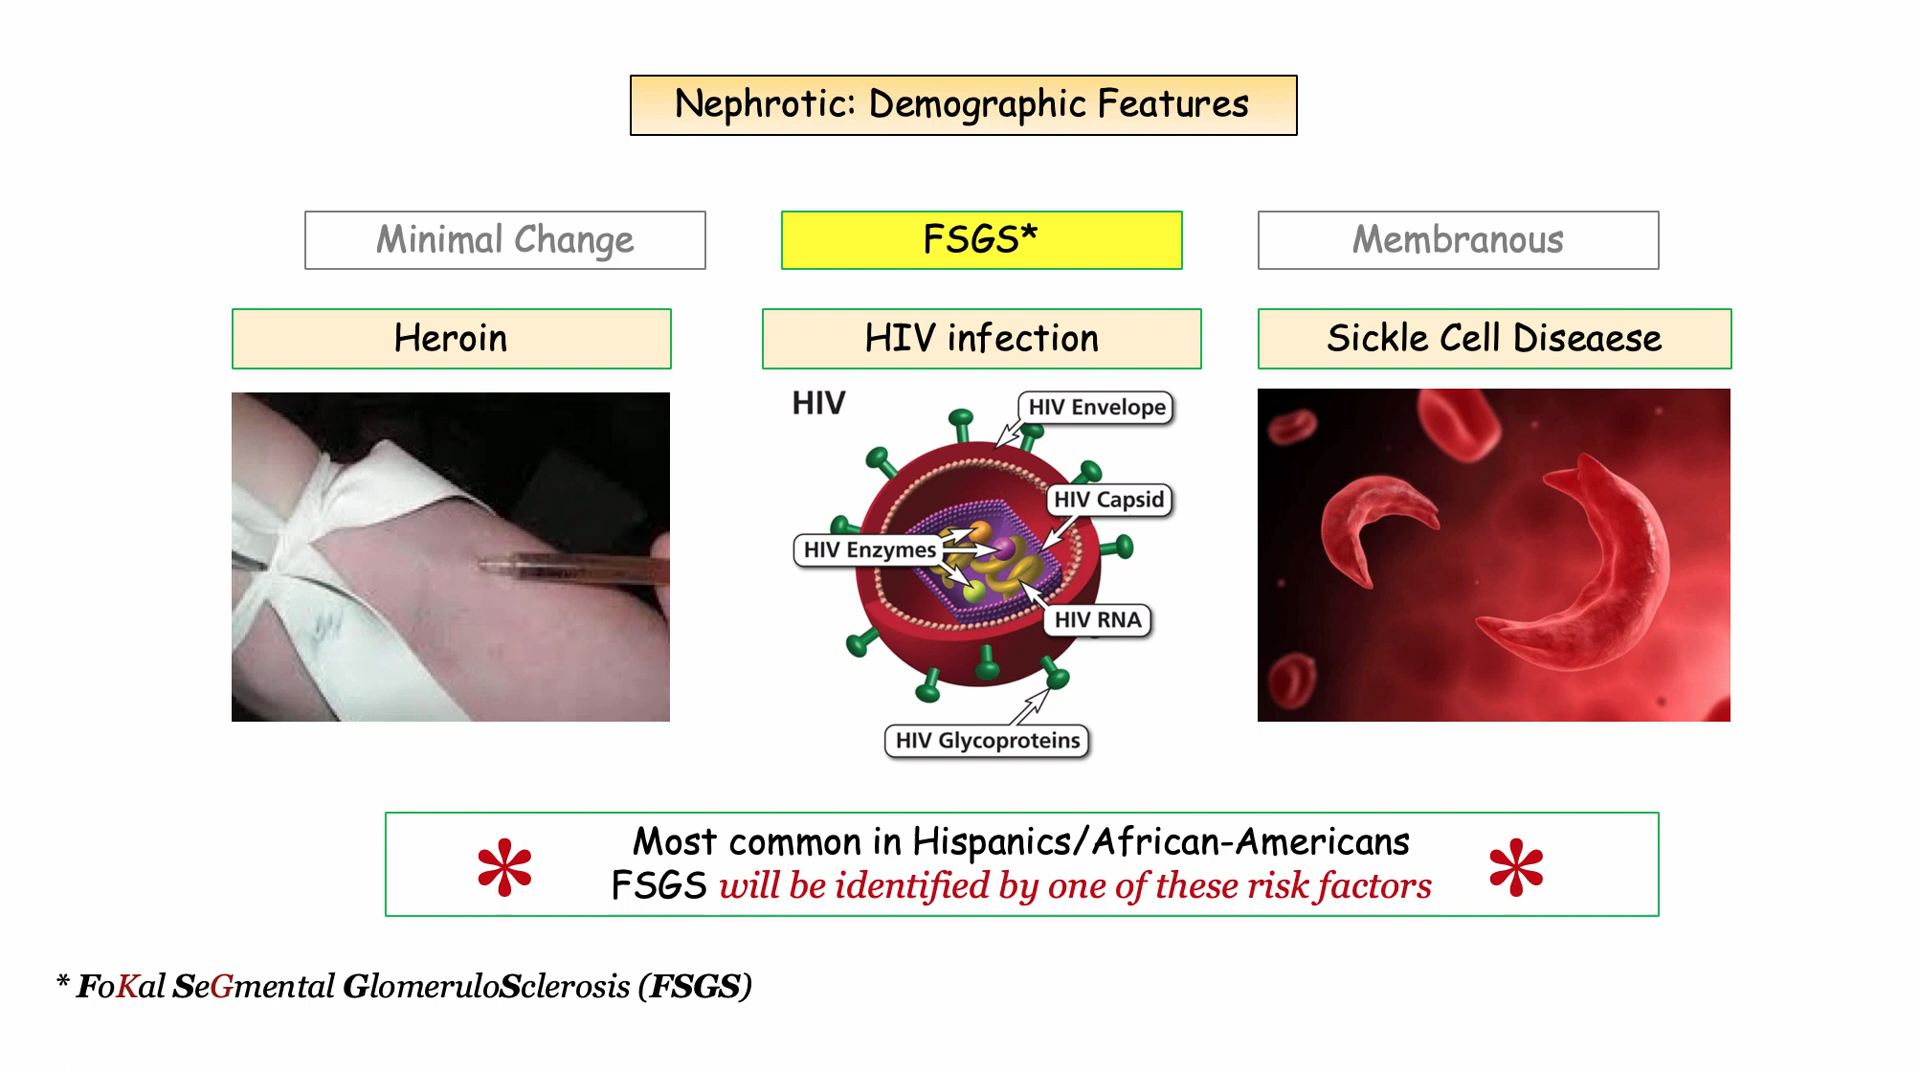 Nephrotic: Demographic Features
Minimal Change
FSGS*
Membranous
Heroin
HIV infection
Sickle Cell Diseaese
HIV
HIV Envelope
HIV Capsid
HIV Enzymes
HIV RNA
HIV Glycoproteins
* Most common in Hispanics/African-Americans *
FSGS will be identified by one of these risk factors
* FoKal SeGmental GlomeruloSclerosis (FSGS)